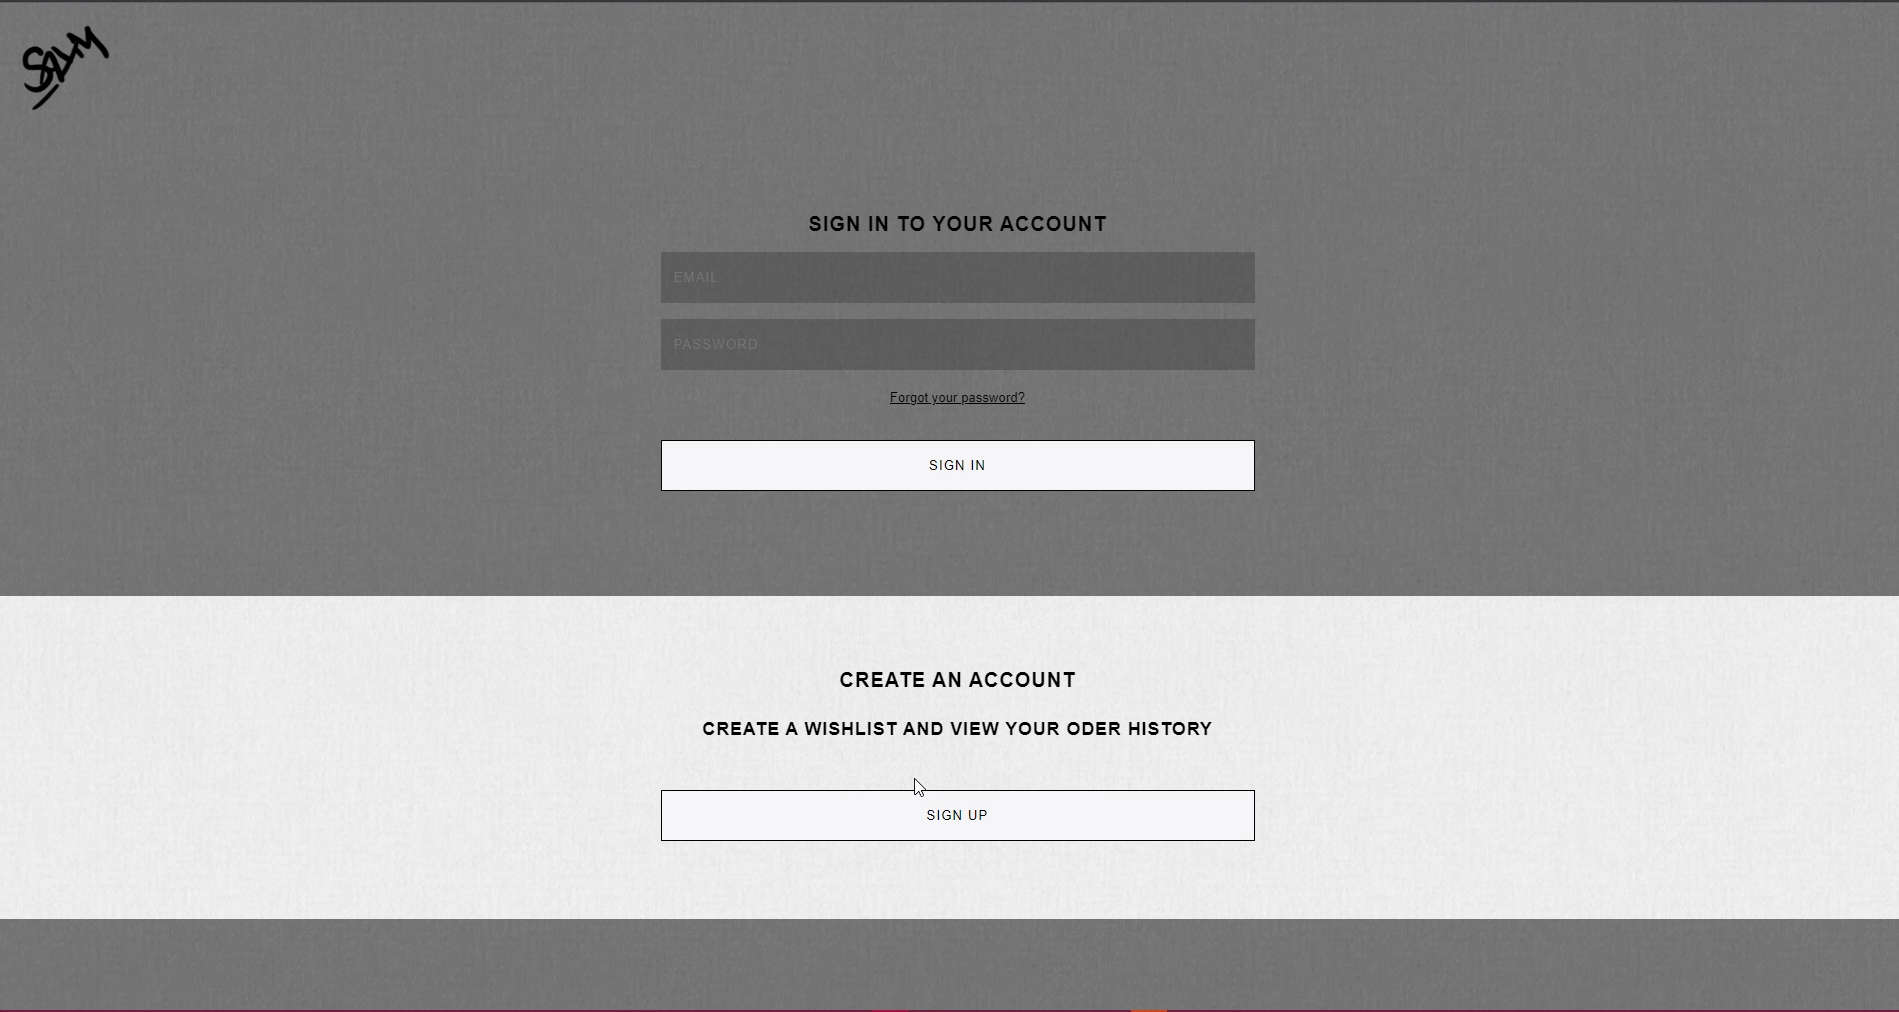 SIGN IN TO YOUR ACCOUNT
EMAIL
PASSWORD
Forgot your password?
SIGN IN
CREATE AN ACCOUNT
CREATE A WISHLIST AND VIEW YOUR ODER HISTORY
SIGN UP